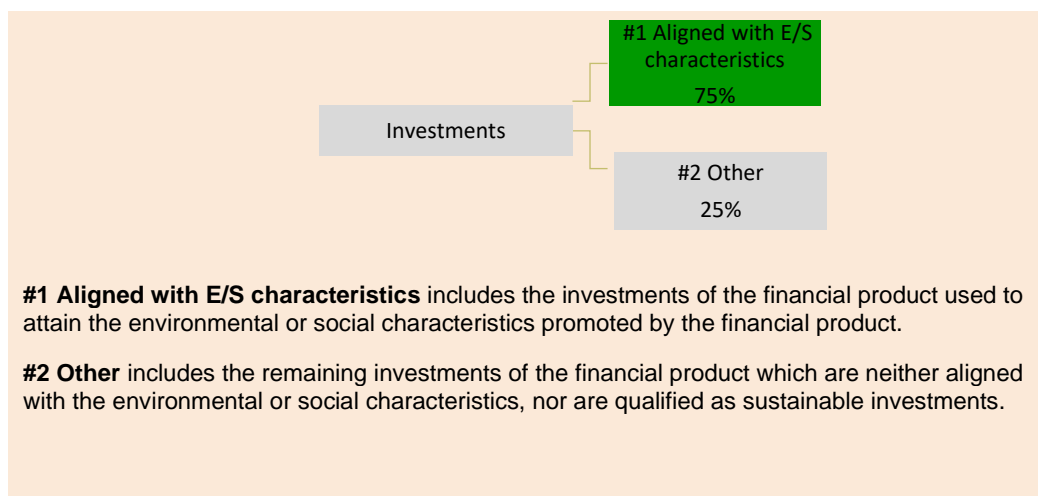 #1 Aligned with E/S
characteristics
75%
Investments
#2 Other
25%
#1 Aligned with E/S characteristics includes the investments of the financial product used to
attain the environmental or social characteristics promoted by the financial product.
#2 Other includes the remaining investments of the financial product which are neither aligned
with the environmental or social characteristics, nor are qualified as sustainable investments.